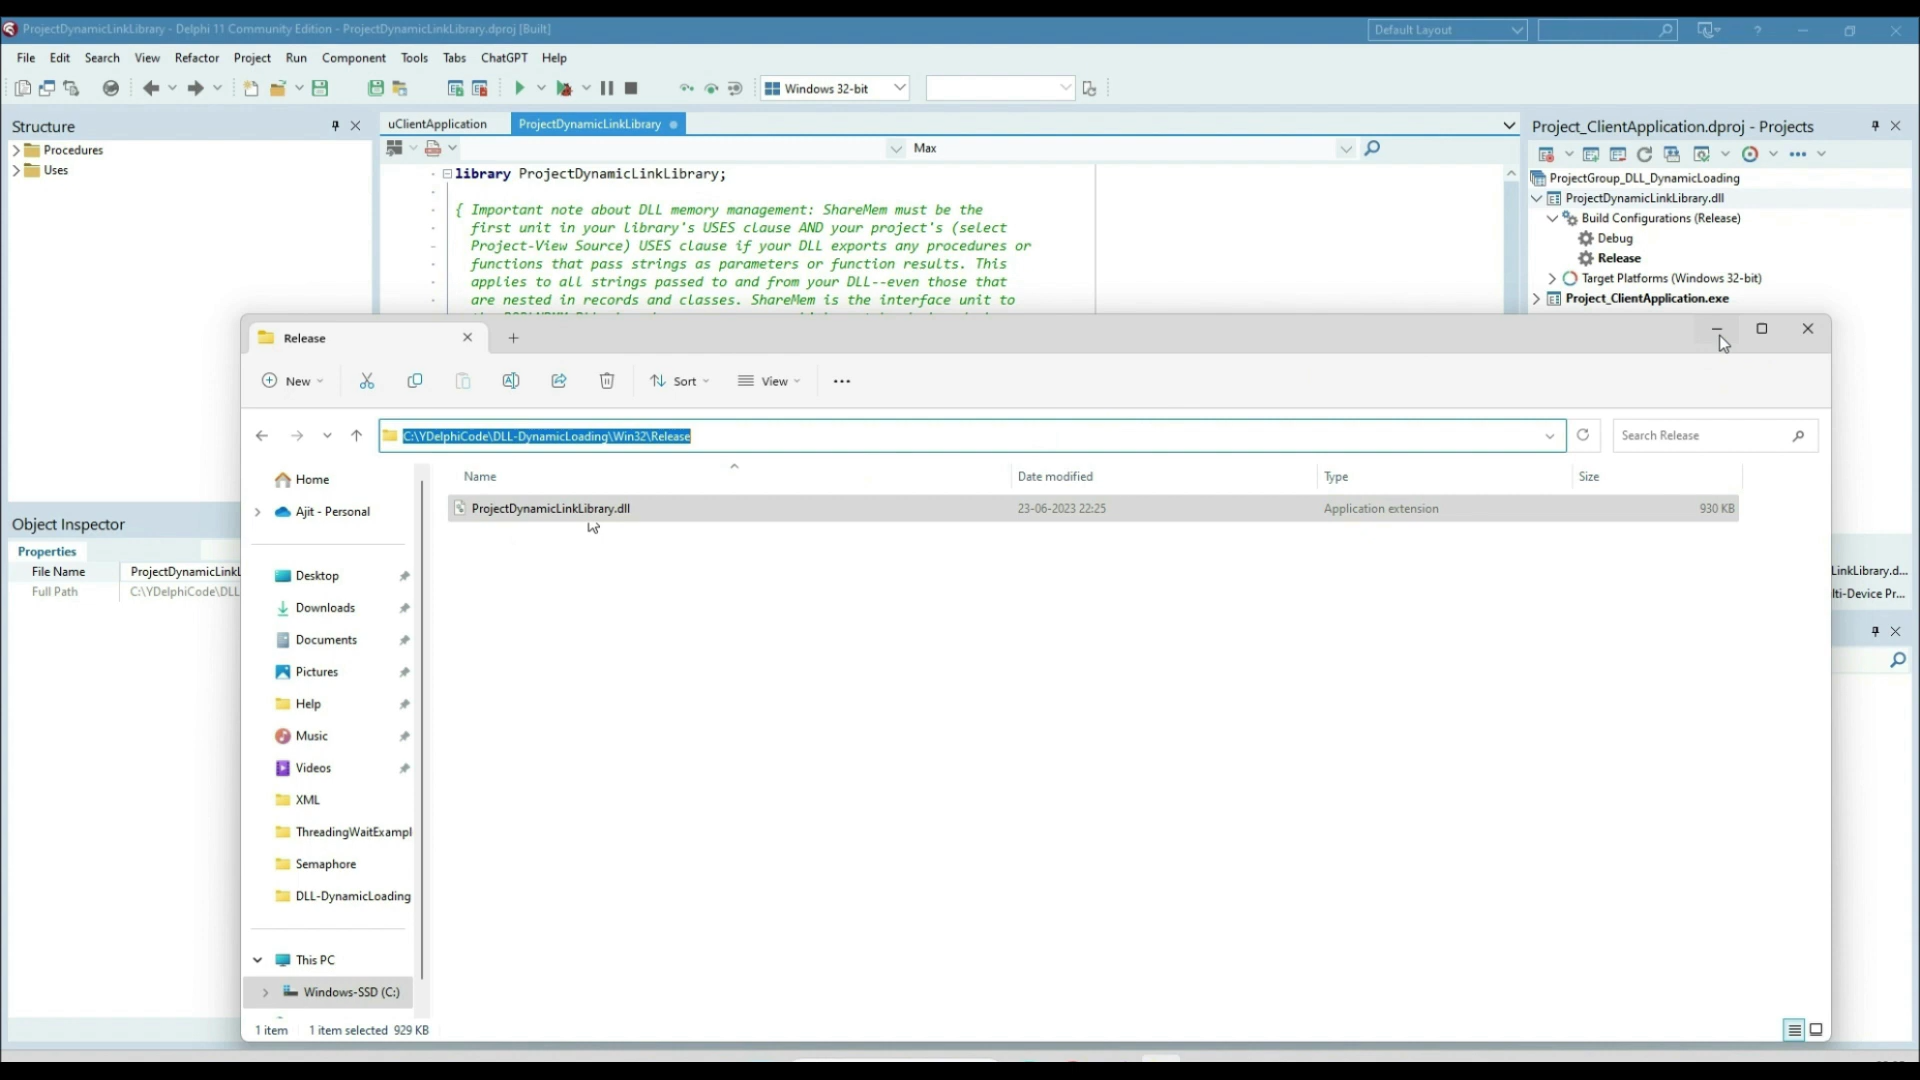 ProjectDynamicLinkLibrary - Delphi 11 Community Edition - ProjectDynamicLinkLibrary.dproj [Built]
Default Layout
File Edit Search View Refactor Project Run Component Tools Tabs ChatGPT Help
Windows 32-bit
Structure
Procedures
Uses
uClientApplication
ProjectDynamicLinkLibrary
Max
library ProjectDynamicLinkLibrary;
{ Important note about DLL memory management: ShareMem must be the
first unit in your library's USES clause AND your project's (select
Project-View Source) USES clause if your DLL exports any procedures or
functions that pass strings as parameters or function results. This
applies to all strings passed to and from your DLL--even those that
are nested in records and classes. ShareMem is the interface unit to
Project_ClientApplication.dproj - Projects
ProjectGroup_DLL_DynamicLoading
ProjectDynamicLinkLibrary.dll
Build Configurations (Release)
Debug
Release
Target Platforms (Windows 32-bit)
Project_ClientApplication.exe
Object Inspector
Properties
File Name ProjectDynamicLinkL
Full Path C:\YDelphiCode\DLL
Release
New
Sort
View
C:\YDelphiCode\DLL-DynamicLoading\Win32\Release
Search Release
Home
Ajit - Personal
Desktop
Downloads
Documents
Pictures
Help
Music
Videos
XML
ThreadingWaitExampl
Semaphore
DLL-DynamicLoading
This PC
Windows-SSD (C:)
Name Date modified Type Size
ProjectDynamicLinkLibrary.dll 23-06-2023 22:25 Application extension 930 KB
1 item 1 item selected 929 KB
LinkLibrary.d...
lti-Device Pr...